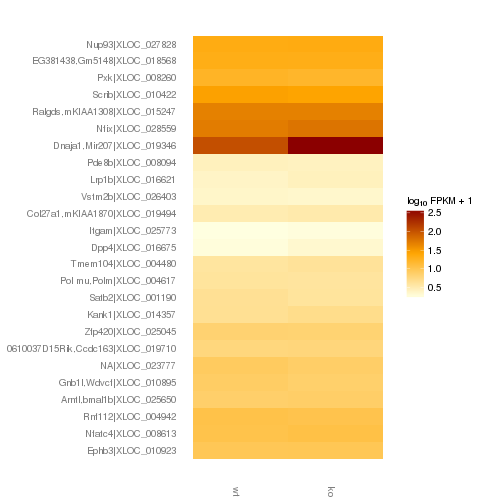 Nup93|XLOC_027828
EG381438,Gm5148|XLOC_018568
Pxk|XLOC_008260
Scrib|XLOC_010422
Ralgds,mKIAA1308|XLOC_015247
Nfix|XLOC_028559
Dnaja1,Mir207|XLOC_019346
Pde8b|XLOC_008094
Lrp1b|XLOC_016621
Vstm2b|XLOC_026403
Col27a1,mKIAA1870|XLOC_019494
Itgam|XLOC_025773
Dpp4|XLOC_016675
Tmem104|XLOC_004480
Pol mu,Polm|XLOC_004617
Satb2|XLOC_001190
Kank1|XLOC_014357
Zfp420|XLOC_025045
0610037D15Rik,Ccdc163|XLOC_019710
NA|XLOC_023777
Gnb1l,Wdvcf|XLOC_010895
Arntl,bmal1b|XLOC_025650
Rnf112|XLOC_004942
Nfatc4|XLOC_008613
Ephb3|XLOC_010923
wt
ko
log10 FPKM + 1
2.5
2.0
1.5
1.0
0.5